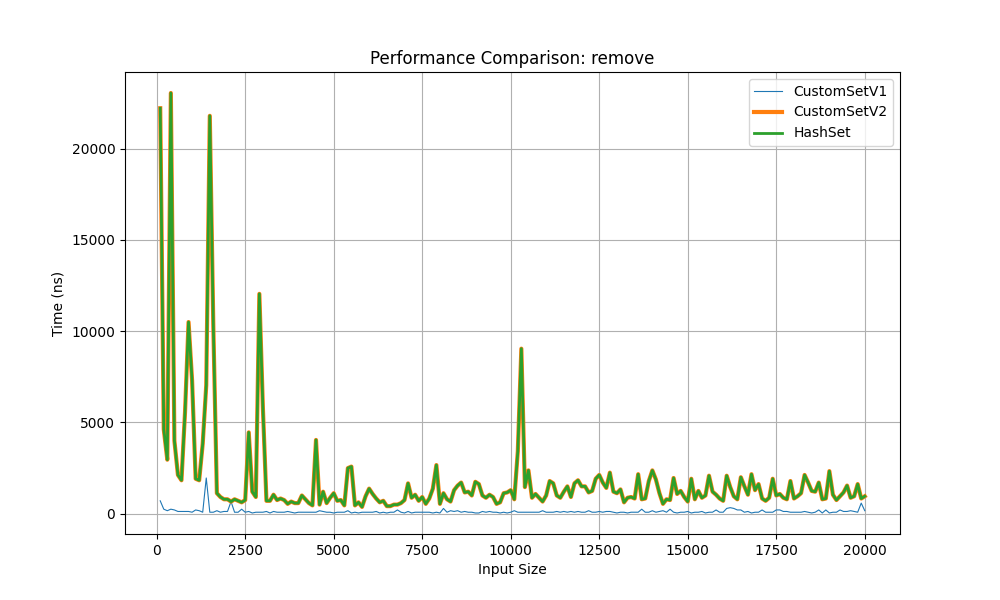 Performance Comparison: remove
CustomSetV1
CustomSetV2
HashSet
Time (ns)
20000
15000
10000
5000
0
0 2500 5000 7500 10000 12500 15000 17500 20000
Input Size